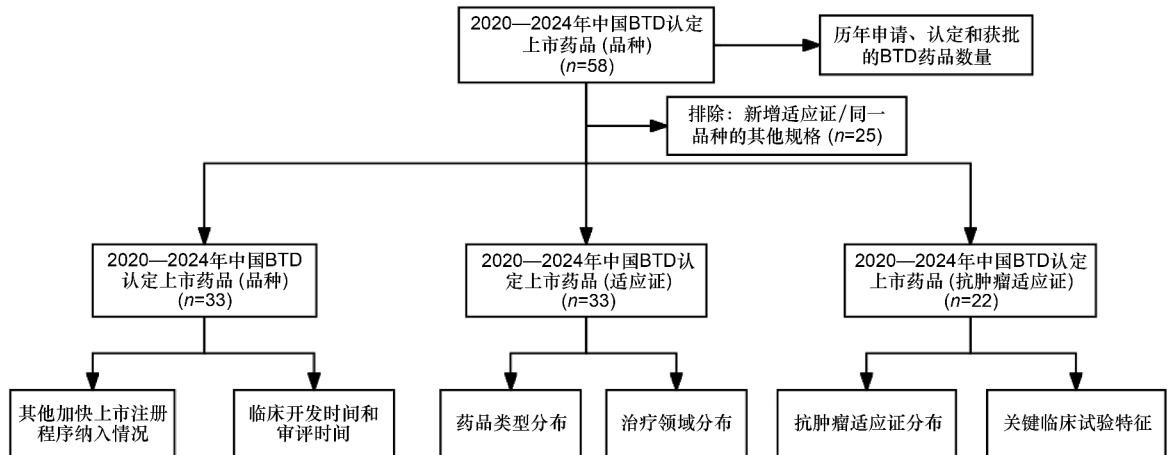 2020—2024年中国BTD认定
上市药品 (品种)
(n=58)
历年申请、认定和获批
的BTD药品数量
排除：新增适应证/同一
品种的其他规格 (n=25)
2020—2024年中国BTD
认定上市药品 (品种)
(n=33)
2020—2024年中国BTD认
定上市药品 (适应证)
(n=33)
2020—2024年中国BTD认定
上市药品 (抗肿瘤适应证)
(n=22)
其他加快上市注册
程序纳入情况
临床开发时间和
审评时间
药品类型分布
治疗领域分布
抗肿瘤适应证分布
关键临床试验特征